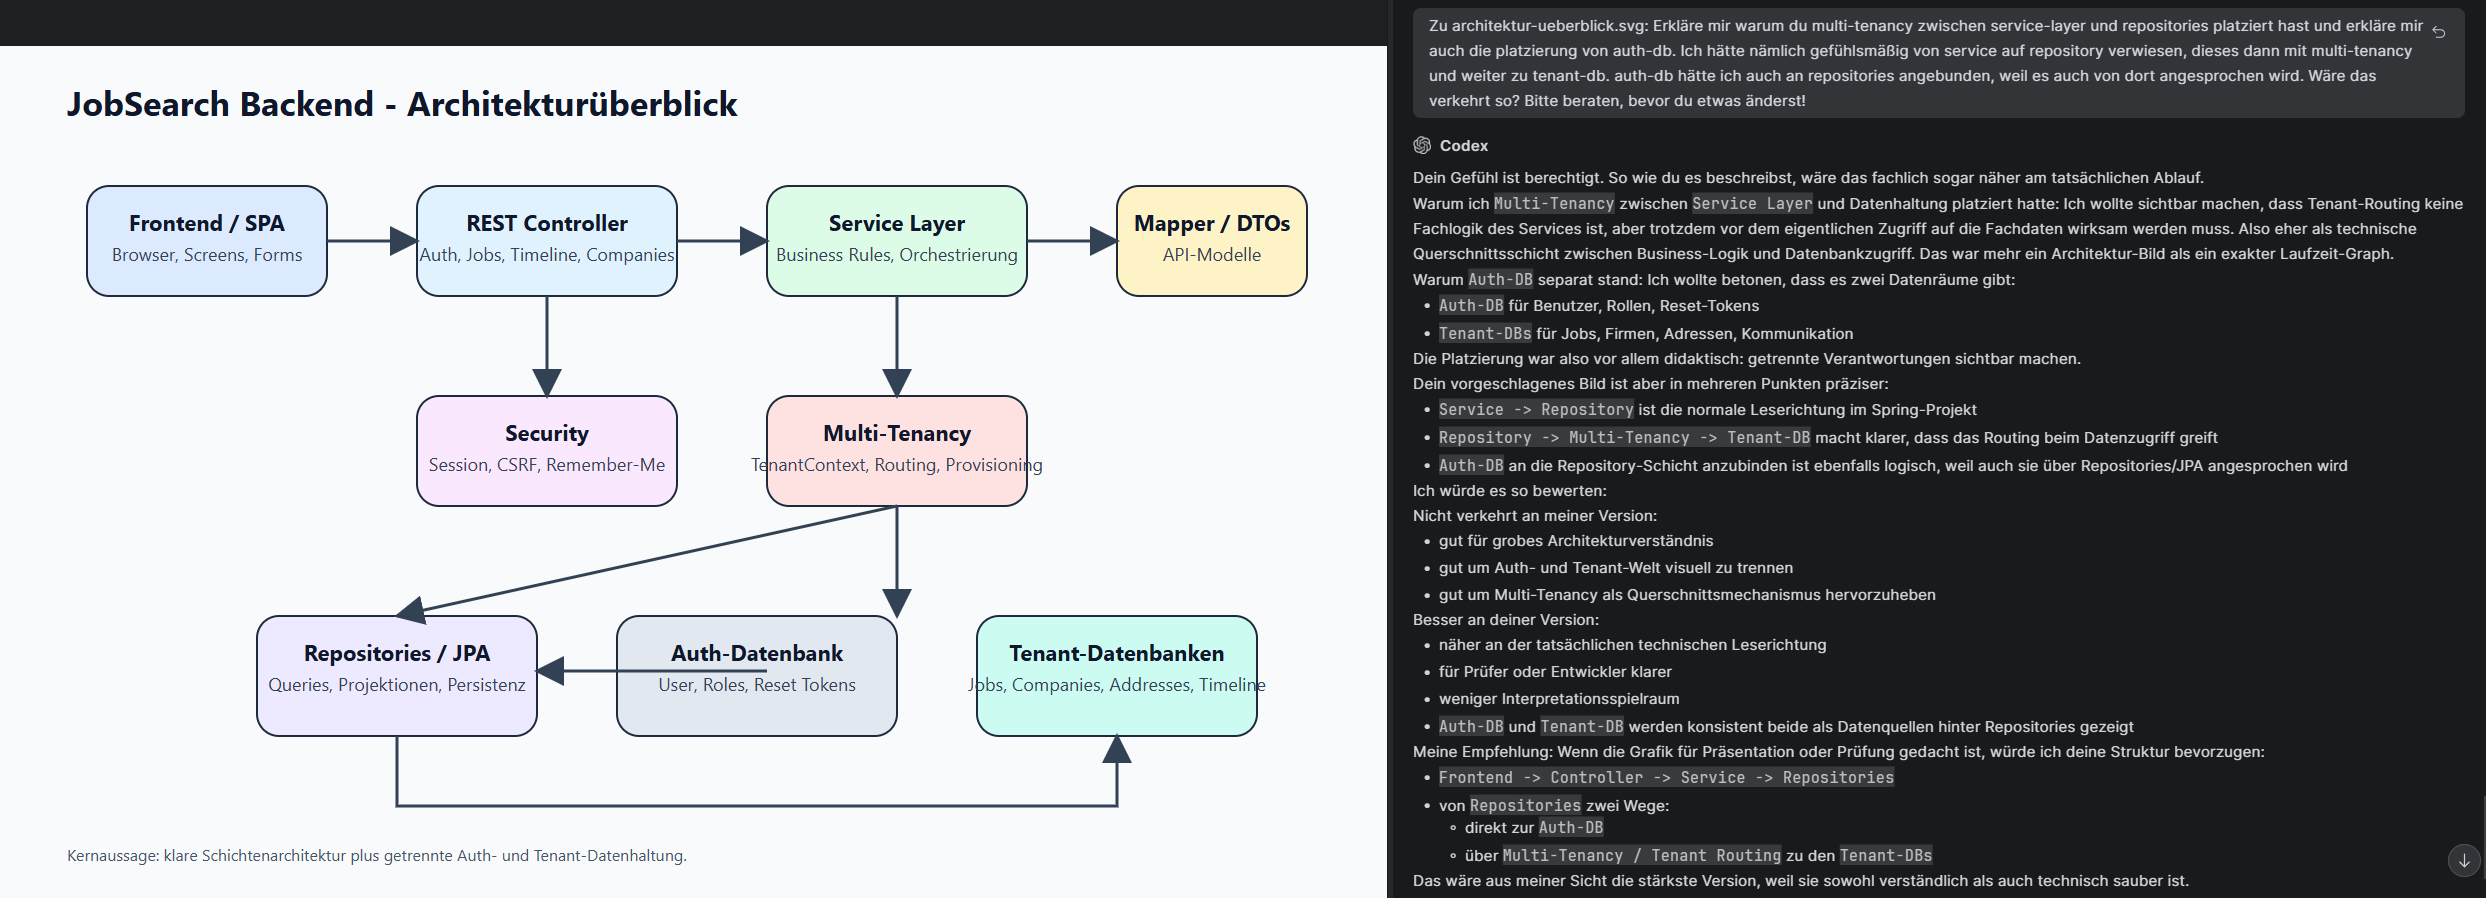 JobSearch Backend - Architekturüberblick
Frontend / SPA
Browser, Screens, Forms
REST Controller
Auth, Jobs, Timeline, Companies
Service Layer
Business Rules, Orchestrierung
Mapper / DTOs
API-Modelle
Security
Session, CSRF, Remember-Me
Multi-Tenancy
TenantContext, Routing, Provisioning
Repositories / JPA
Queries, Projektionen, Persistenz
Auth-Datenbank
User, Roles, Reset Tokens
Tenant-Datenbanken
Jobs, Companies, Addresses, Timeline
Kernaussage: klare Schichtenarchitektur plus getrennte Auth- und Tenant-Datenhaltung.
Zu architektur-ueberblick.svg: Erkläre mir warum du multi-tenancy zwischen service-layer und repositories platziert hast und erkläre mir
auch die platzierung von auth-db. Ich hätte nämlich gefühlsmäßig von service auf repository verwiesen, dieses dann mit multi-tenancy
und weiter zu tenant-db. auth-db hätte ich auch an repositories angebunden, weil es auch von dort angesprochen wird. Wäre das
verkehrt so? Bitte beraten, bevor du etwas änderst!
Codex
Dein Gefühl ist berechtigt. So wie du es beschreibst, wäre das fachlich sogar näher am tatsächlichen Ablauf.
Warum ich Multi-Tenancy zwischen Service Layer und Datenhaltung platziert hatte: Ich wollte sichtbar machen, dass Tenant-Routing keine
Fachlogik des Services ist, aber trotzdem vor dem eigentlichen Zugriff auf die Fachdaten wirksam werden muss. Also eher als technische
Querschnittsschicht zwischen Business-Logik und Datenbankzugriff. Das war mehr ein Architektur-Bild als ein exakter Laufzeit-Graph.
Warum Auth-DB separat stand: Ich wollte betonen, dass es zwei Datenräume gibt:
• Auth-DB für Benutzer, Rollen, Reset-Tokens
• Tenant-DBs für Jobs, Firmen, Adressen, Kommunikation
Die Platzierung war also vor allem didaktisch: getrennte Verantwortungen sichtbar machen.
Dein vorgeschlagenes Bild ist aber in mehreren Punkten präziser:
• Service -> Repository ist die normale Leserichtung im Spring-Projekt
• Repository -> Multi-Tenancy -> Tenant-DB macht klarer, dass das Routing beim Datenzugriff greift
• Auth-DB an die Repository-Schicht anzubinden ist ebenfalls logisch, weil auch sie über Repositories/JPA angesprochen wird
Ich würde es so bewerten:
Nicht verkehrt an meiner Version:
• gut für grobes Architekturverständnis
• gut um Auth- und Tenant-Welt visuell zu trennen
• gut um Multi-Tenancy als Querschnittsmechanismus hervorzuheben
Besser an deiner Version:
• näher an der tatsächlichen technischen Leserichtung
• für Prüfer oder Entwickler klarer
• weniger Interpretationsspielraum
• Auth-DB und Tenant-DB werden konsistent beide als Datenquellen hinter Repositories gezeigt
Meine Empfehlung: Wenn die Grafik für Präsentation oder Prüfung gedacht ist, würde ich deine Struktur bevorzugen:
• Frontend -> Controller -> Service -> Repositories
• von Repositories zwei Wege:
◦ direkt zur Auth-DB
◦ über Multi-Tenancy / Tenant Routing zu den Tenant-DBs
Das wäre aus meiner Sicht die stärkste Version, weil sie sowohl verständlich als auch technisch sauber ist.